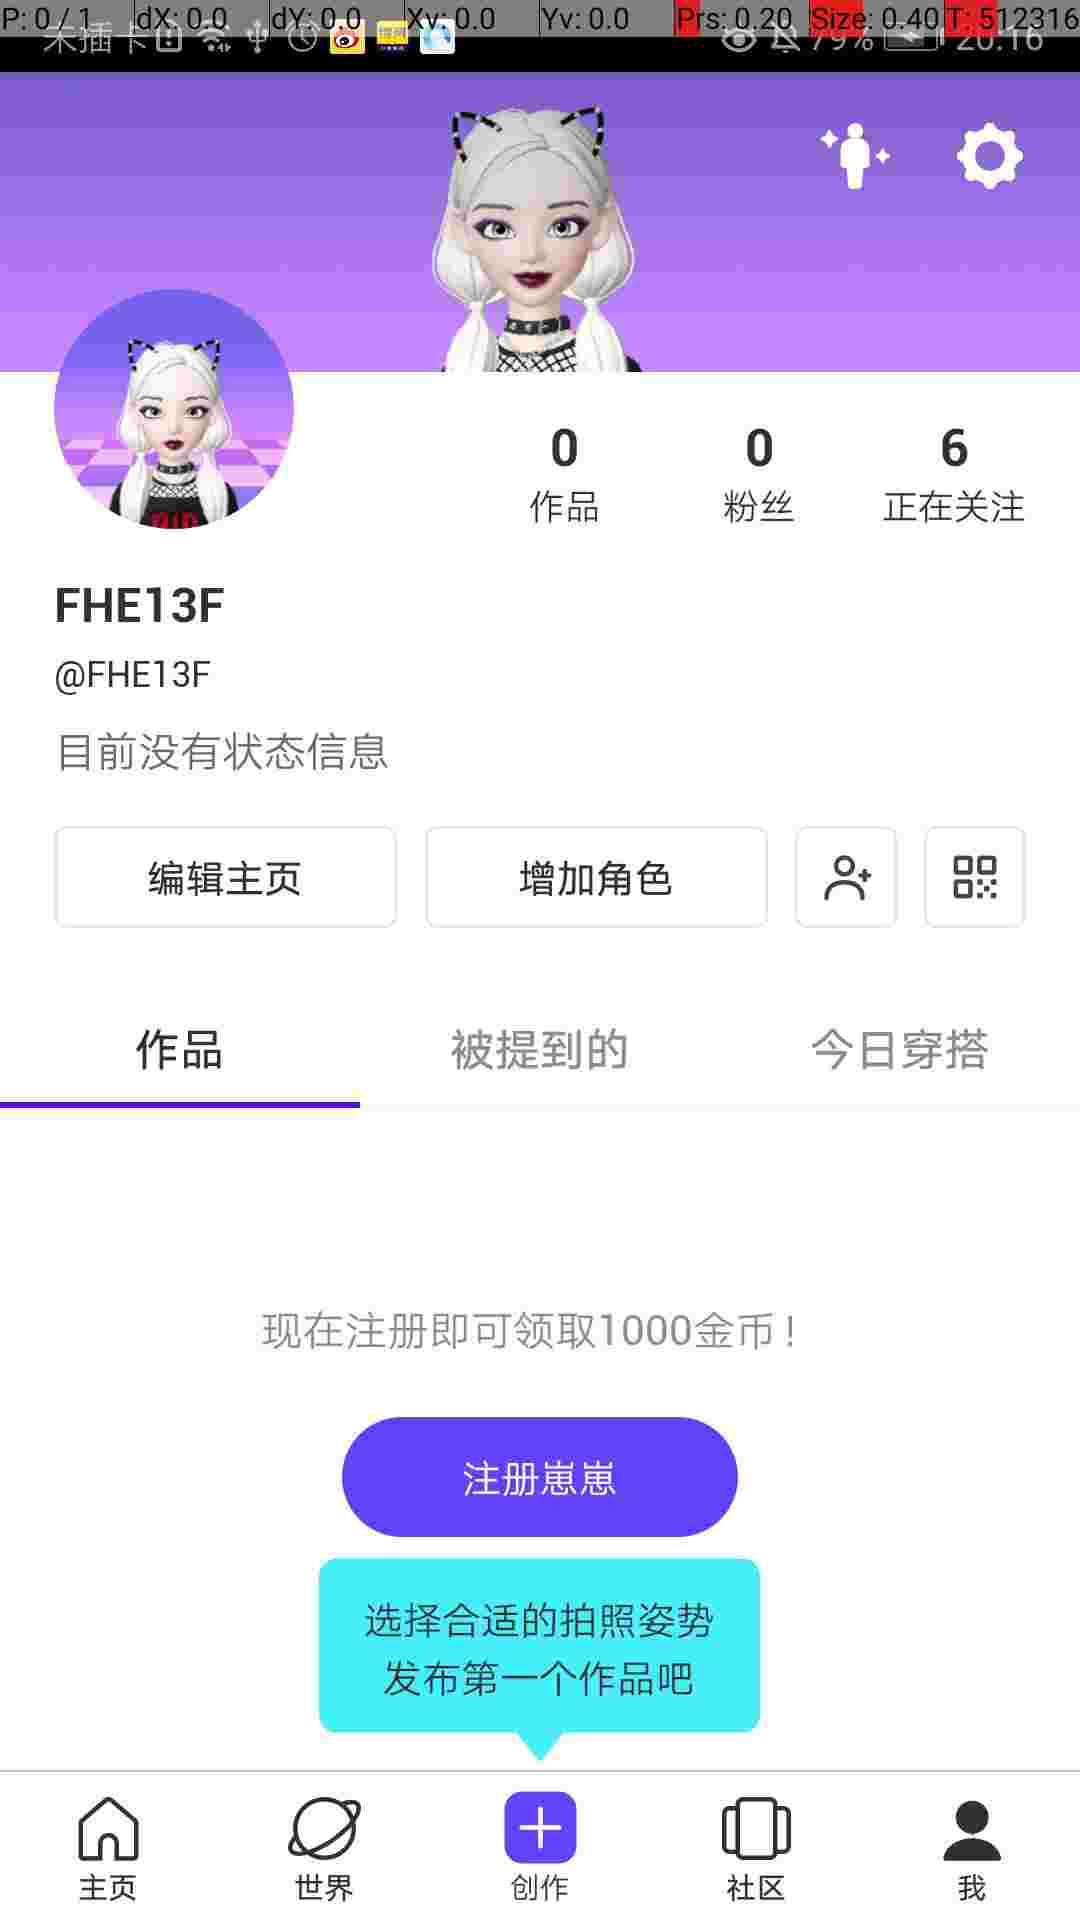 P: 0 / 1 dX: 0.0 dY: 0.0 Xv: 0.0 Yv: 0.0 Prs: 0.20 Size: 0.40 T: 512316
未插卡 79% 20:16
0 0 6
作品 粉丝 正在关注
FHE13F
@FHE13F
目前没有状态信息
编辑主页 增加角色
作品 被提到的 今日穿搭
现在注册即可领取1000金币！
注册崽崽
选择合适的拍照姿势
发布第一个作品吧
主页 世界 创作 社区 我